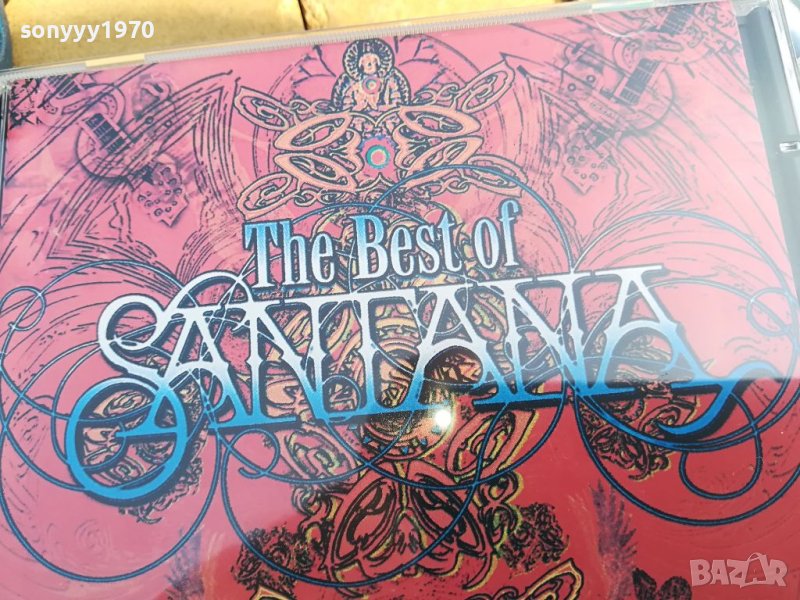 sonyyy1970
The Best of
SANTANA
BAZAR